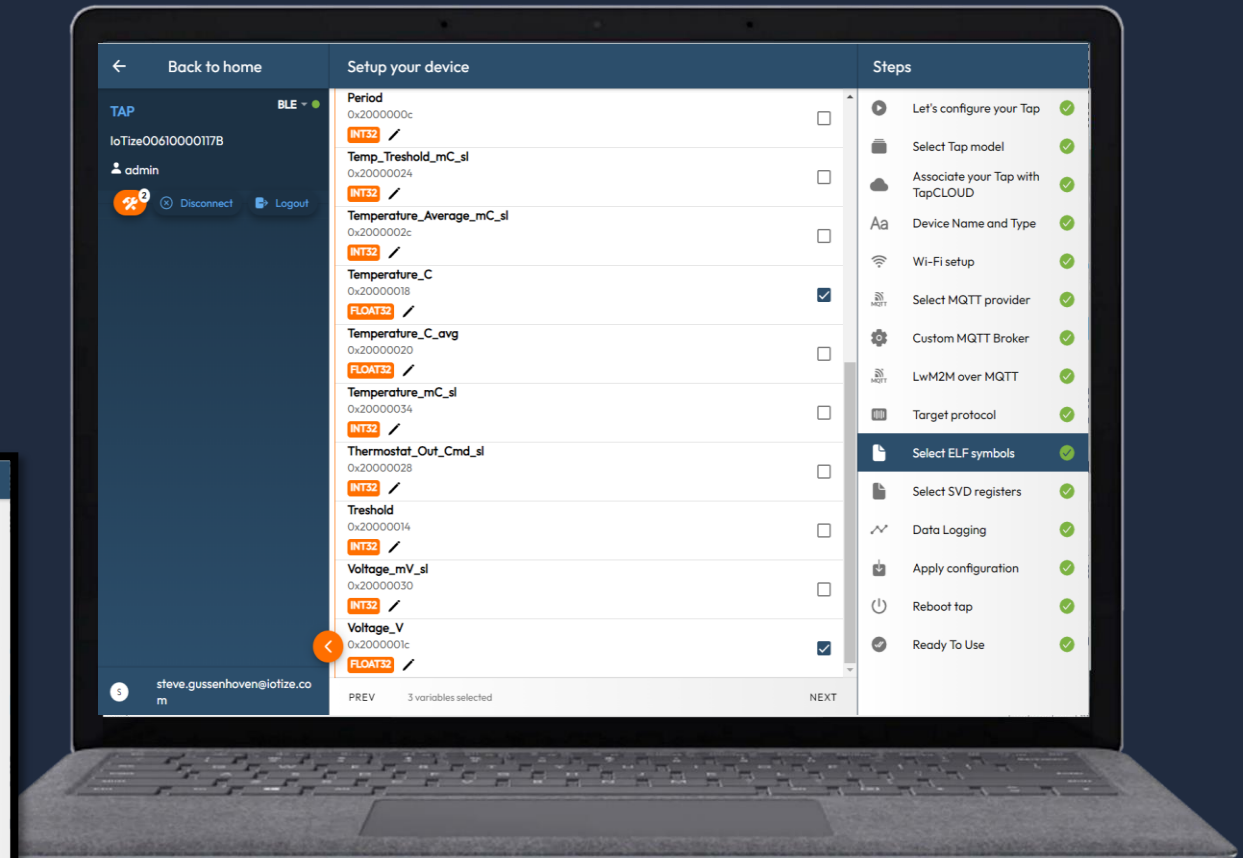 Back to home
Setup your device
Steps
TAP
BLE
IoTize00610000117B
admin
2
Disconnect
Logout
S
steve.gussenhoven@iotize.co
m
Period
0x2000000c
INT32
Temp_Treshold_mC_sl
0x20000024
INT32
Temperature_Average_mC_sl
0x2000002c
INT32
Temperature_C
0x20000018
FLOAT32
Temperature_C_avg
0x20000020
FLOAT32
Temperature_mC_sl
0x20000034
INT32
Thermostat_Out_Cmd_sl
0x20000028
INT32
Treshold
0x20000014
INT32
Voltage_mV_sl
0x20000030
INT32
Voltage_V
0x2000001c
FLOAT32
PREV
3 variables selected
NEXT
Let's configure your Tap
Select Tap model
Associate your Tap with
TapCLOUD
Aa
Device Name and Type
Wi-Fi setup
MQTT
Select MQTT provider
Custom MQTT Broker
MQTT
LwM2M over MQTT
Target protocol
Select ELF symbols
Select SVD registers
Data Logging
Apply configuration
Reboot tap
Ready To Use